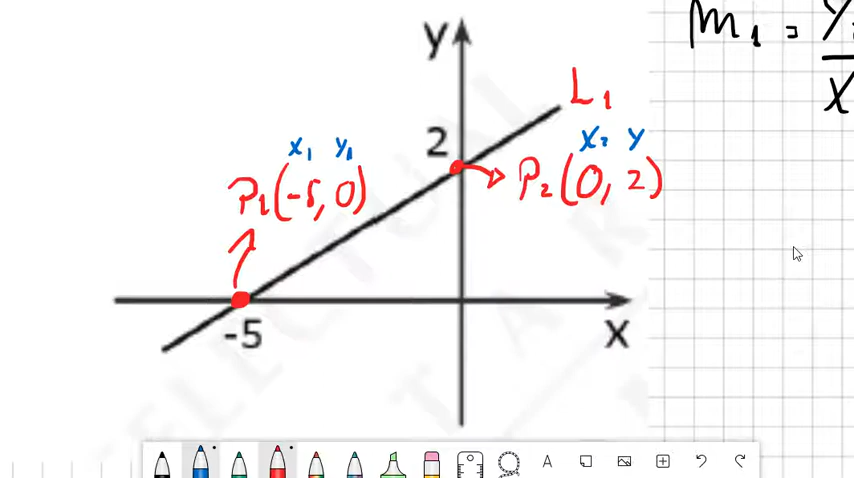 y
m₁ = y
x
L₁
2
x₁ y₁
x₂ y
P₁(-5, 0)
P₂(0, 2)
-5
x
A